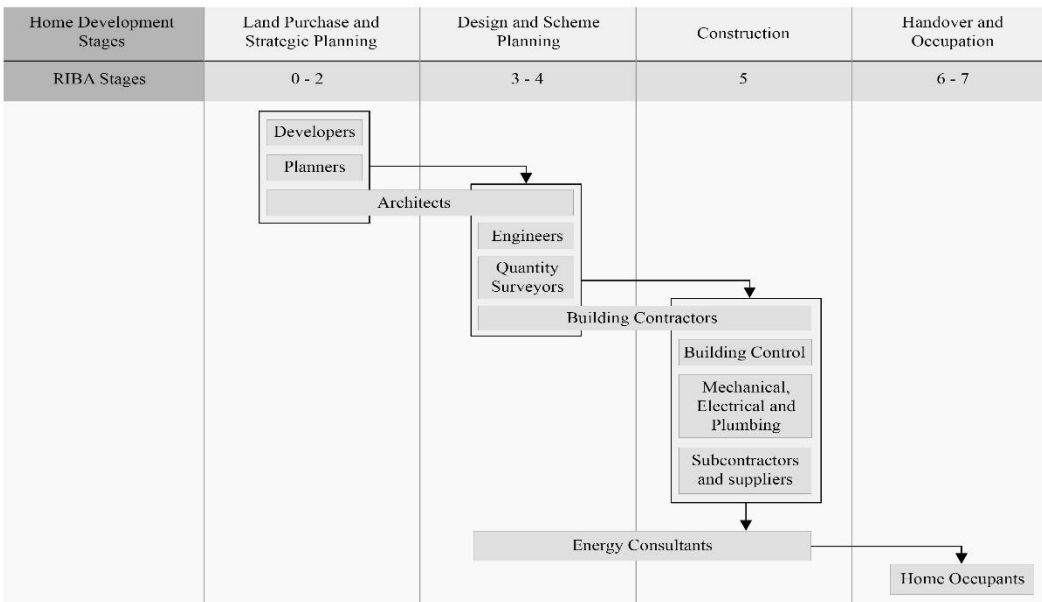 Home Development
Stages
Land Purchase and
Strategic Planning
Design and Scheme
Planning
Construction
Handover and
Occupation
RIBA Stages
0 - 2
3 - 4
5
6 - 7
Developers
Planners
Architects
Engineers
Quantity
Surveyors
Building Contractors
Building Control
Mechanical,
Electrical and
Plumbing
Subcontractors
and suppliers
Energy Consultants
Home Occupants